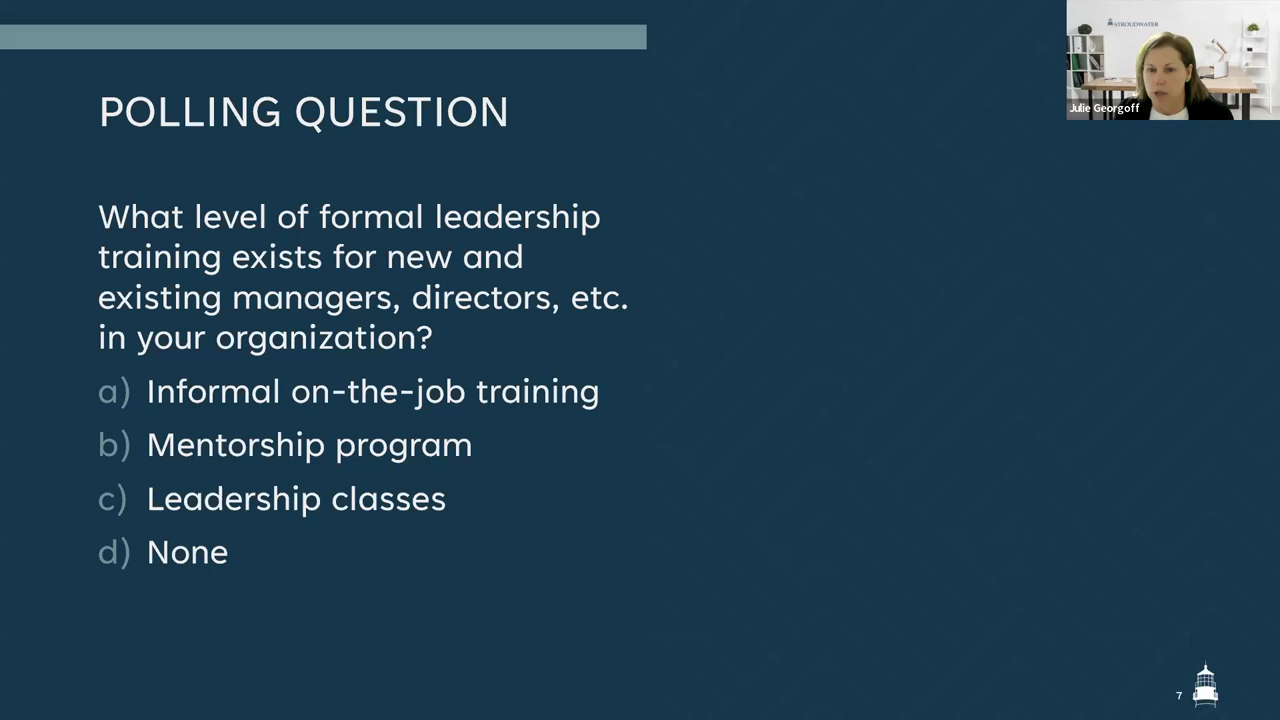 STROUDWATER
Julie Georgoff
POLLING QUESTION
What level of formal leadership
training exists for new and
existing managers, directors, etc.
in your organization?
a) Informal on-the-job training
b) Mentorship program
c) Leadership classes
d) None
7